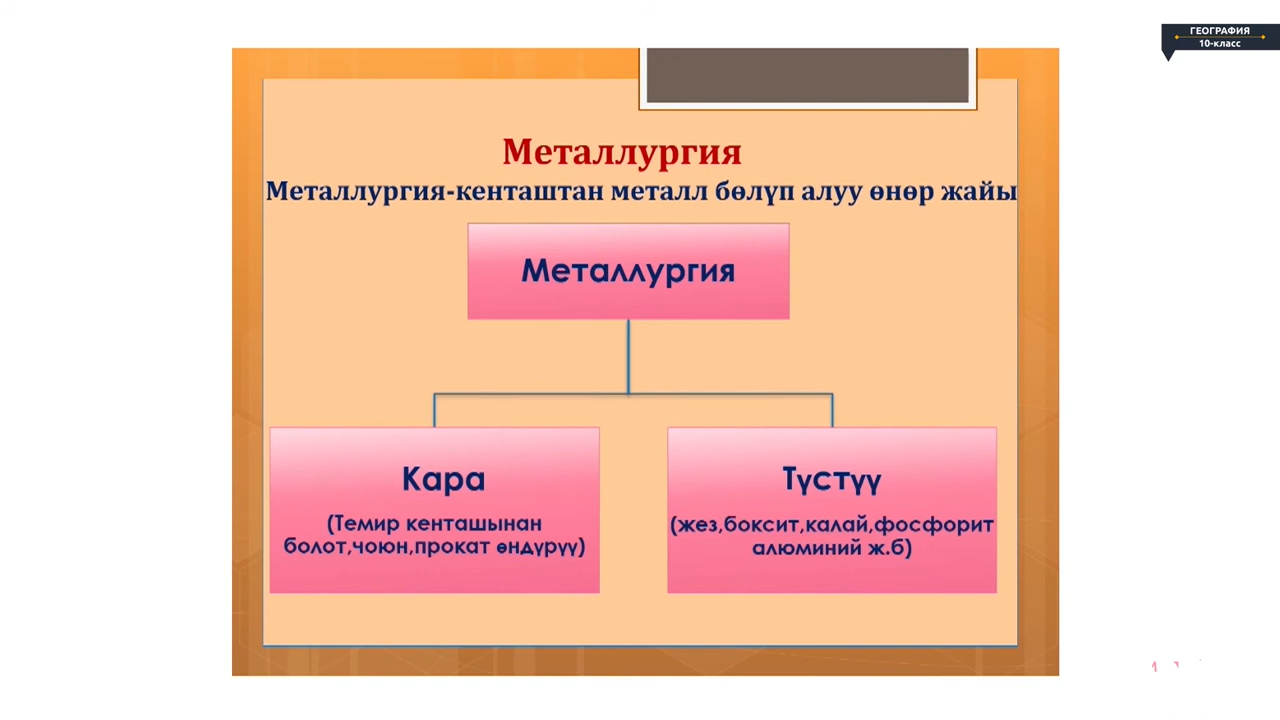 ГЕОГРАФИЯ
10-класс
Металлургия
Металлургия-кенташтан металл бөлүп алуу өнөр жайы
Металлургия
Кара
(Темир кенташынан
болот,чоюн,прокат өндүрүү)
Түстүү
(жез,боксит,калай,фосфорит
алюминий ж.б)